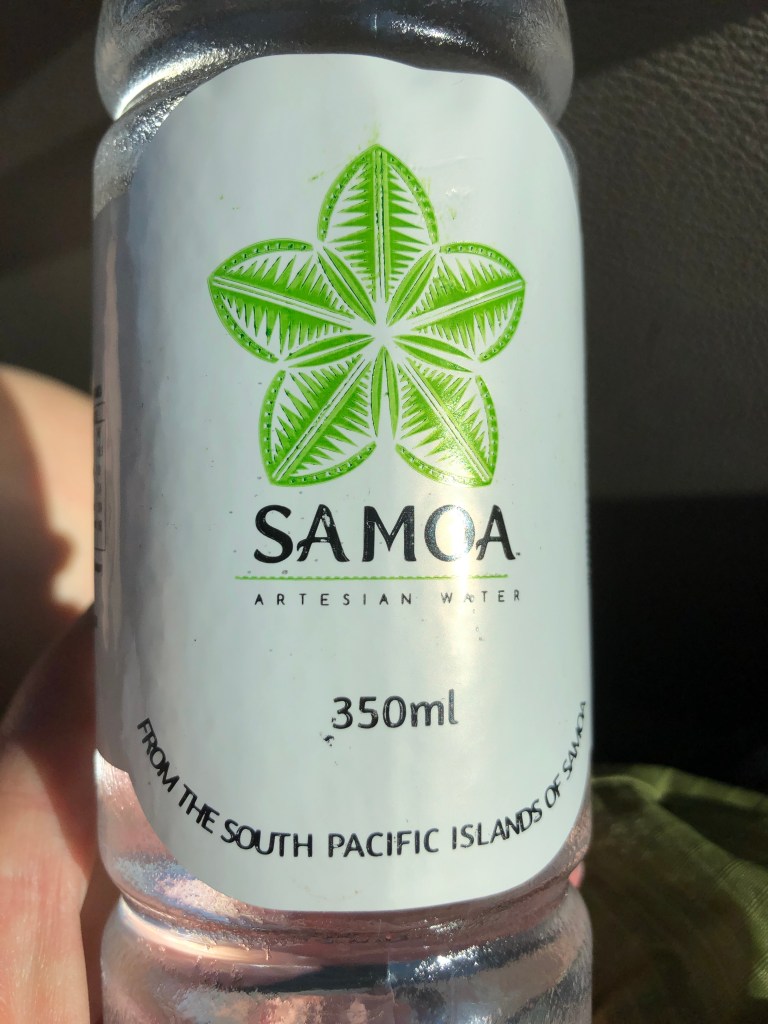 SAMOA
ARTESIAN WATER
350ml
FROM THE SOUTH PACIFIC ISLANDS OF SAMOA